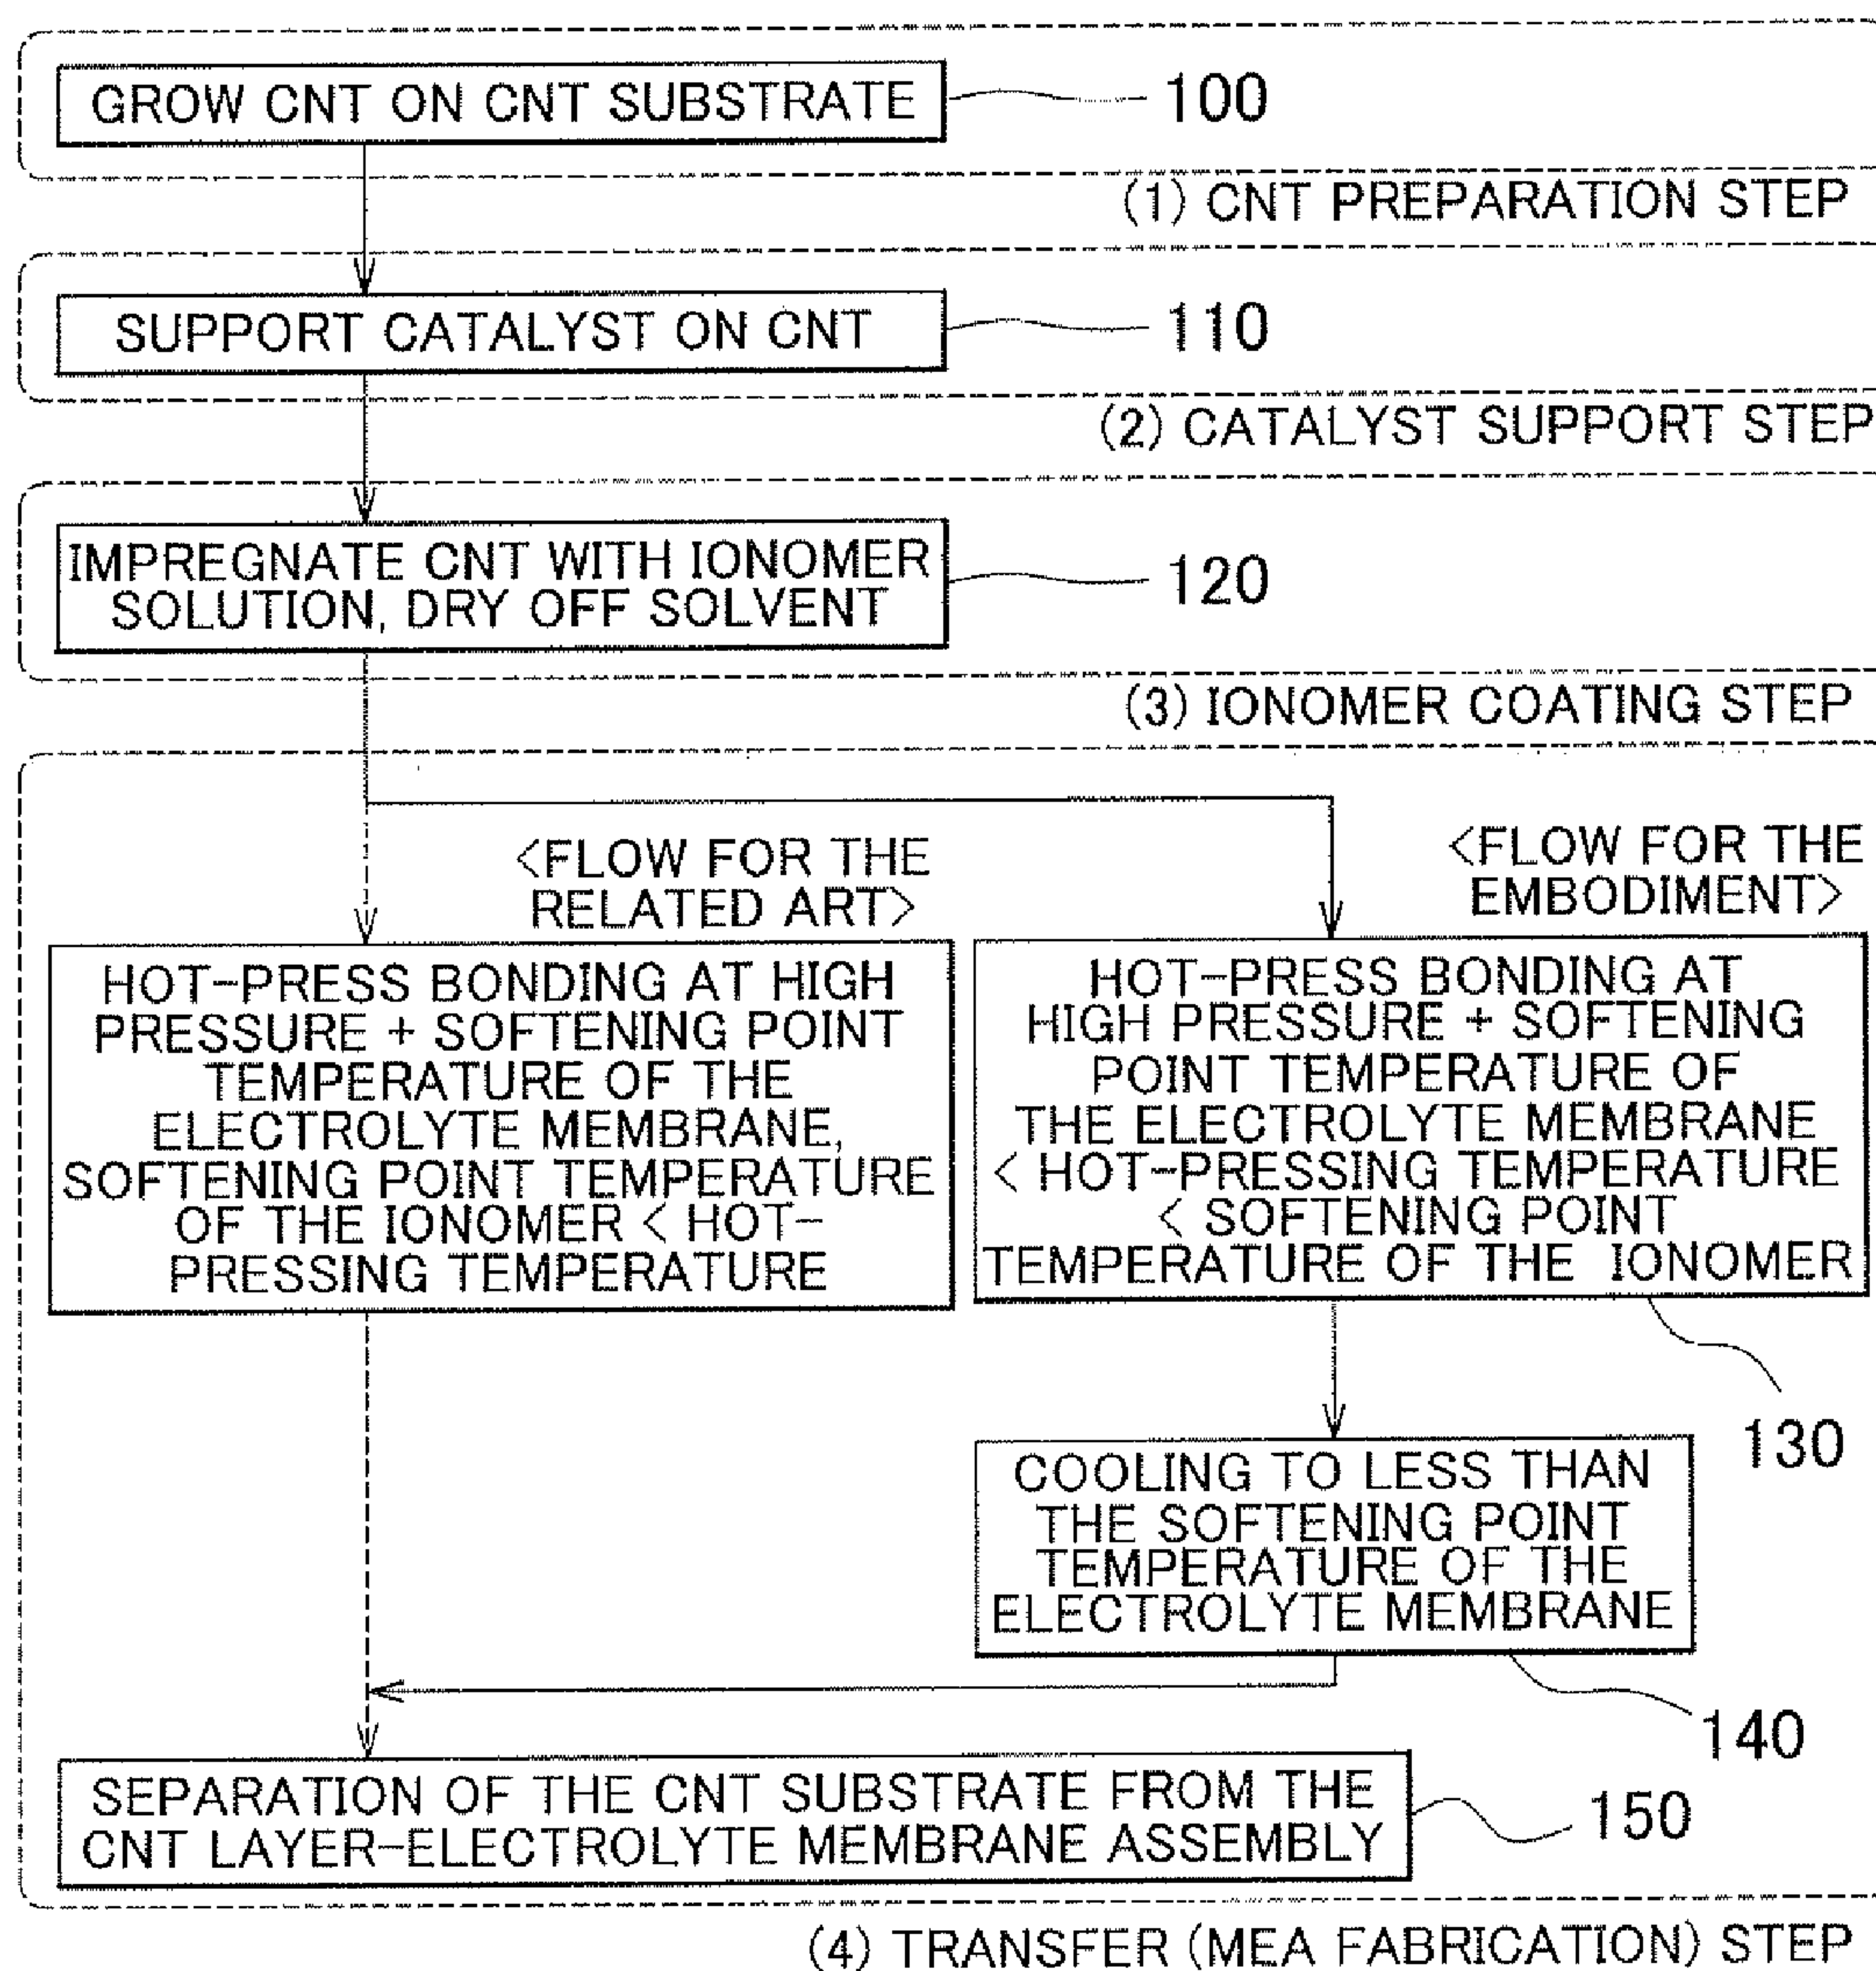 GROW CNT ON CNT SUBSTRATE
100
(1) CNT PREPARATION STEP
SUPPORT CATALYST ON CNT
110
(2) CATALYST SUPPORT STEP
IMPREGNATE CNT WITH IONOMER
SOLUTION, DRY OFF SOLVENT
120
(3) IONOMER COATING STEP
<FLOW FOR THE
RELATED ART>
<FLOW FOR THE
EMBODIMENT>
HOT-PRESS BONDING AT HIGH
PRESSURE + SOFTENING POINT
TEMPERATURE OF THE
ELECTROLYTE MEMBRANE,
SOFTENING POINT TEMPERATURE
OF THE IONOMER < HOT-
PRESSING TEMPERATURE
HOT-PRESS BONDING AT
HIGH PRESSURE + SOFTENING
POINT TEMPERATURE OF
THE ELECTROLYTE MEMBRANE
< HOT-PRESSING TEMPERATURE
< SOFTENING POINT
TEMPERATURE OF THE IONOMER
130
COOLING TO LESS THAN
THE SOFTENING POINT
TEMPERATURE OF THE
ELECTROLYTE MEMBRANE
140
SEPARATION OF THE CNT SUBSTRATE FROM THE
CNT LAYER-ELECTROLYTE MEMBRANE ASSEMBLY
150
(4) TRANSFER (MEA FABRICATION) STEP